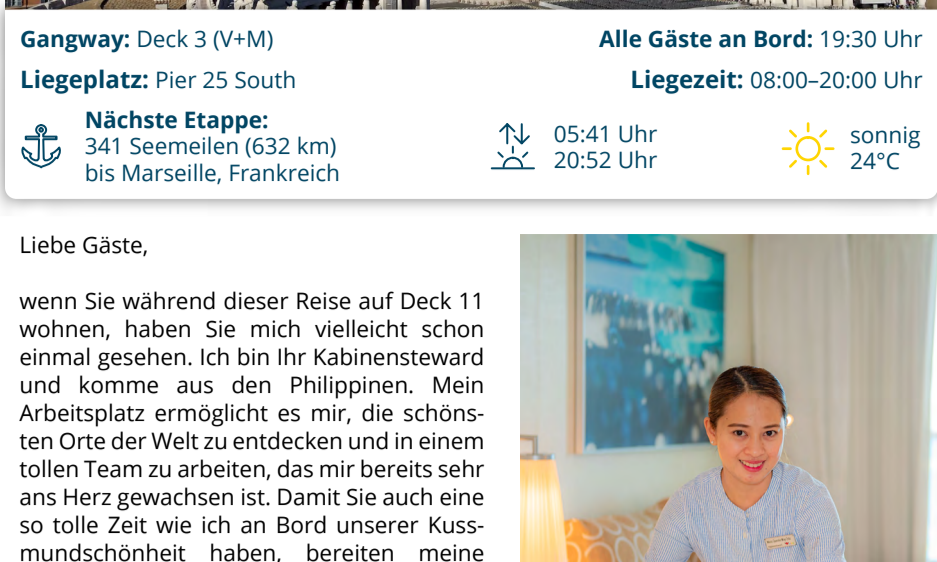 Gangway: Deck 3 (V+M)
Alle Gäste an Bord: 19:30 Uhr
Liegeplatz: Pier 25 South
Liegezeit: 08:00–20:00 Uhr
Nächste Etappe:
341 Seemeilen (632 km)
bis Marseille, Frankreich
05:41 Uhr
20:52 Uhr
sonnig
24°C
Liebe Gäste,
wenn Sie während dieser Reise auf Deck 11
wohnen, haben Sie mich vielleicht schon
einmal gesehen. Ich bin Ihr Kabinensteward
und komme aus den Philippinen. Mein
Arbeitsplatz ermöglicht es mir, die schöns-
ten Orte der Welt zu entdecken und in einem
tollen Team zu arbeiten, das mir bereits sehr
ans Herz gewachsen ist. Damit Sie auch eine
so tolle Zeit wie ich an Bord unserer Kuss-
mundschönheit haben, bereiten meine